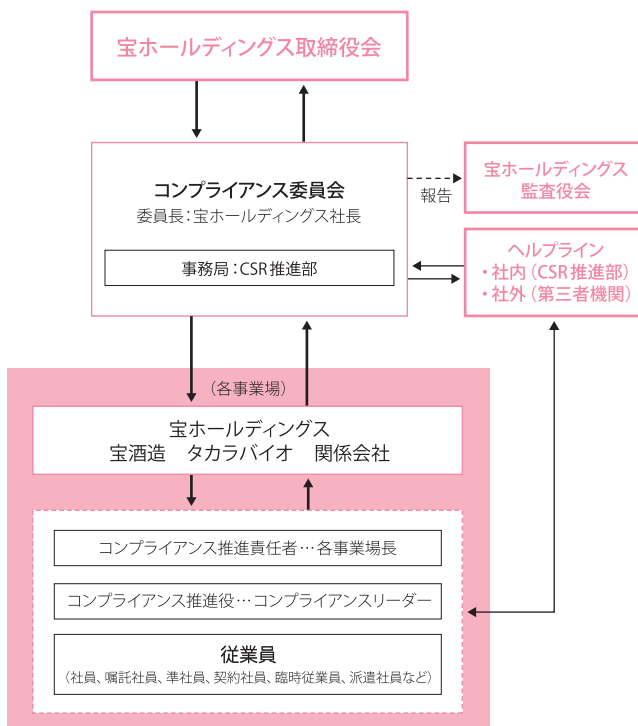 宝ホールディングス取締役会
コンプライアンス委員会
委員長：宝ホールディングス社長
事務局：CSR推進部
報告
宝ホールディングス
監査役会
ヘルプライン
・社内（CSR推進部）
・社外（第三者機関）
（各事業場）
宝ホールディングス
宝酒造　タカラバイオ　関係会社
コンプライアンス推進責任者…各事業場長
コンプライアンス推進役…コンプライアンスリーダー
従業員
（社員、嘱託社員、準社員、契約社員、臨時従業員、派遣社員など）